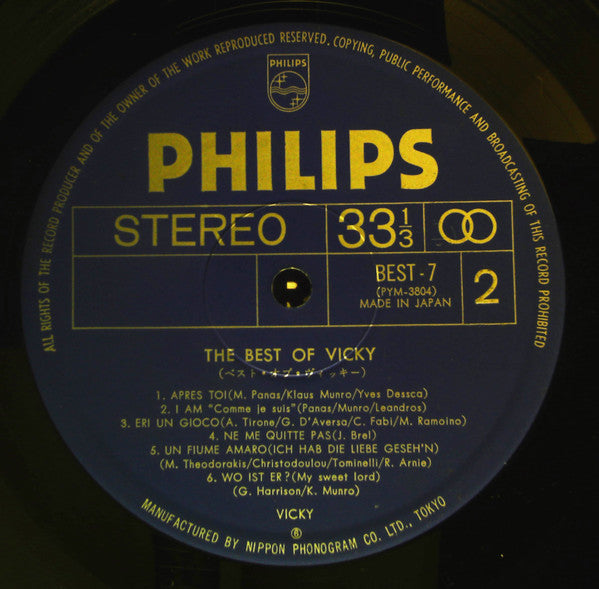 ALL RIGHTS OF THE RECORD PRODUCER AND OF THE OWNER OF THE WORK REPRODUCED RESERVED. COPYING, PUBLIC PERFORMANCE AND BROADCASTING OF THIS RECORD PROHIBITED
PHILIPS
PHILIPS
STEREO 33 1/3
BEST-7 2
(PYM-3804)
MADE IN JAPAN
THE BEST OF VICKY
(ベスト・オブ・ヴィッキー)
1. APRES TOI(M. Panas/Klaus Munro/Yves Dessca)
2. I AM "Comme je suis"(Panas/Munro/Leandros)
3. ERI UN GIOCO(A. Tirone/G. D'Aversa/C. Fabi/M. Ramoino)
4. NE ME QUITTE PAS(J. Brel)
5. UN FIUME AMARO(ICH HAB DIE LIEBE GESEH'N)
(M. Theodorakis/Christodoulou/Tominelli/R. Arnie)
6. WO IST ER?(My sweet lord)
(G. Harrison/K. Munro)
VICKY
MANUFACTURED BY NIPPON PHONOGRAM CO. LTD., TOKYO